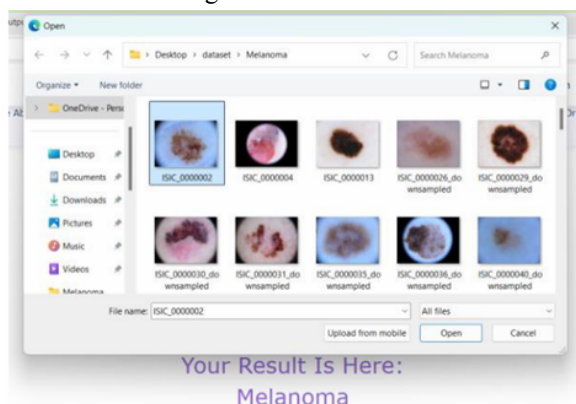 Open
Desktop > dataset > Melanoma
Search Melanoma
Organize
New folder
OneDrive - Perso
Desktop
Documents
Downloads
Pictures
Music
Videos
Melanoma
ISIC_0000002
ISIC_0000004
ISIC_0000013
ISIC_0000026_do
wnsampled
ISIC_0000029_do
wnsampled
ISIC_0000030_do
wnsampled
ISIC_0000031_do
wnsampled
ISIC_0000035_do
wnsampled
ISIC_0000036_do
wnsampled
ISIC_0000040_do
wnsampled
File name: ISIC_0000002
All files
Upload from mobile
Open
Cancel
Your Result Is Here:
Melanoma